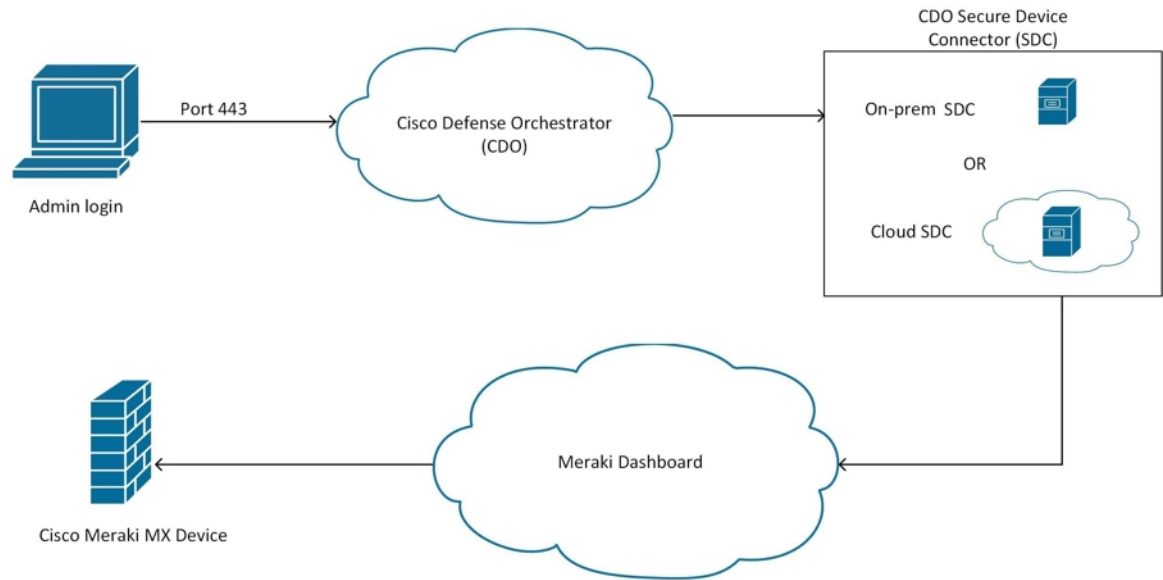 CDO Secure Device
Connector (SDC)
Port 443
On-prem SDC
Cisco Defense Orchestrator
(CDO)
OR
Admin login
Cloud SDC
Meraki Dashboard
Cisco Meraki MX Device